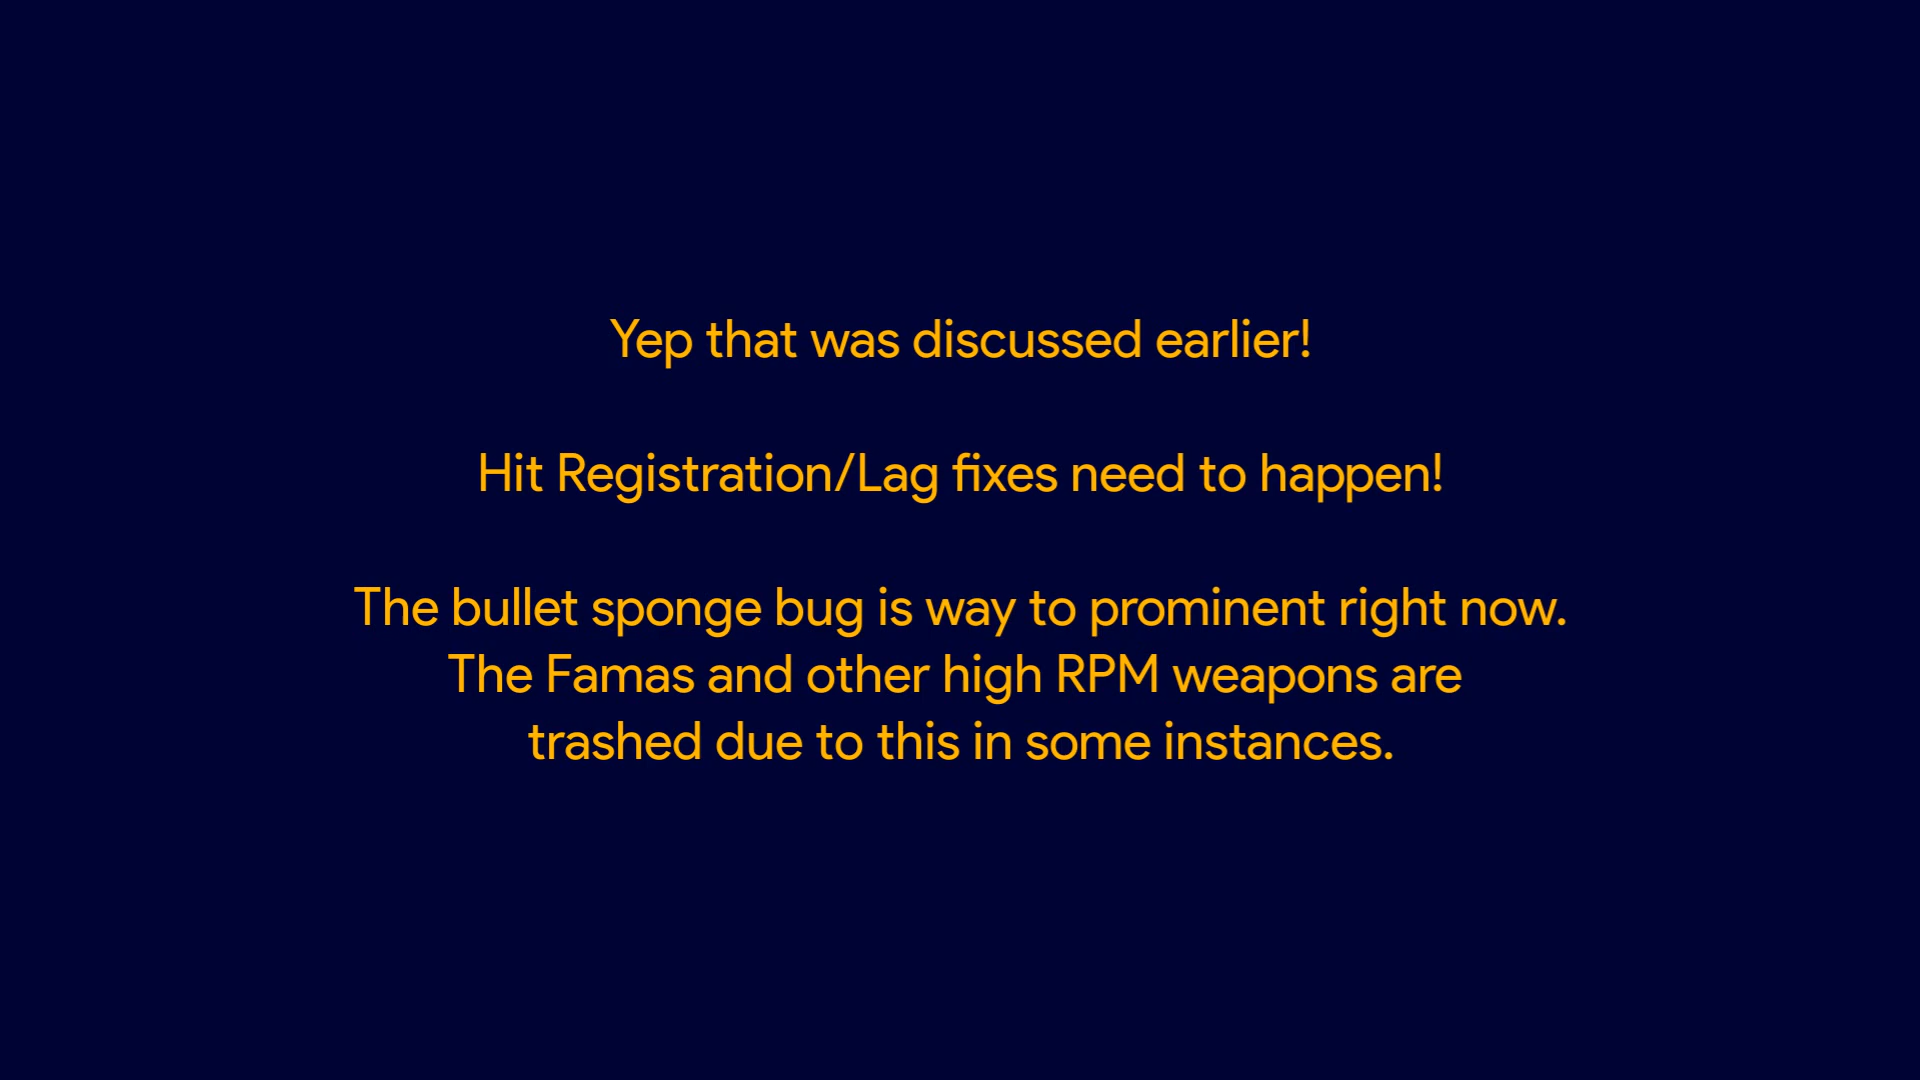 Yep that was discussed earlier!
Hit Registration/Lag fixes need to happen!
The bullet sponge bug is way to prominent right now.
The Famas and other high RPM weapons are
trashed due to this in some instances.